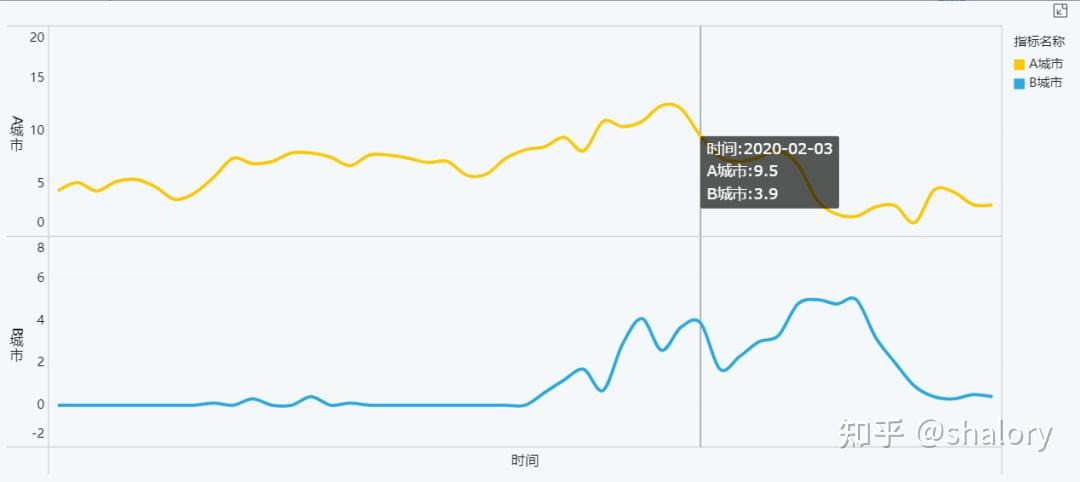 指标名称
A城市
B城市
20
15
10
5
0
A城市
时间:2020-02-03
A城市:9.5
B城市:3.9
8
6
4
2
0
-2
B城市
时间
知乎 @shalory